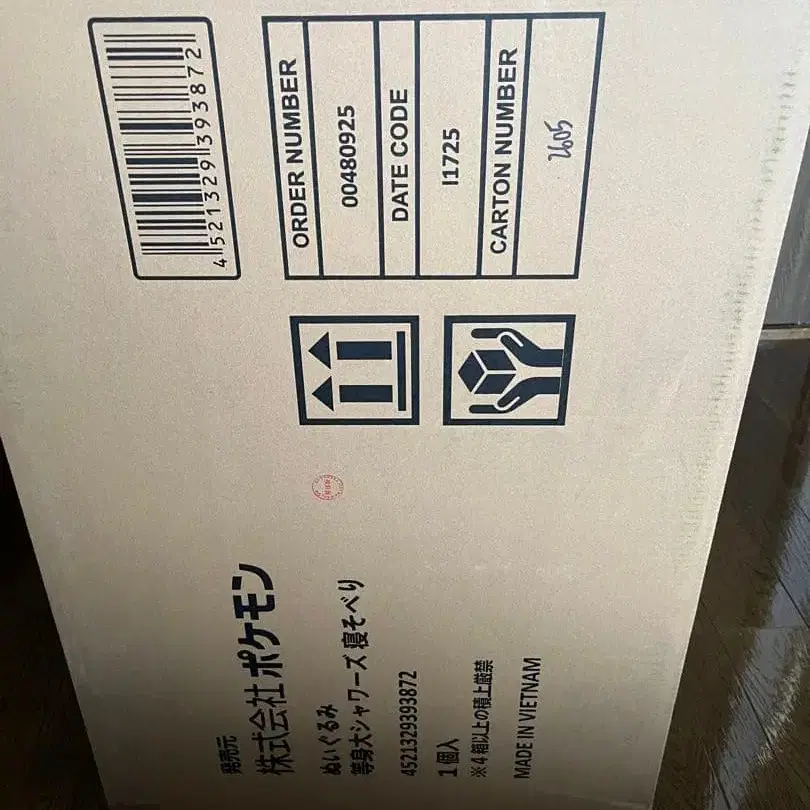 4521329393872
ORDER NUMBER
00480925
DATE CODE
I1725
CARTON NUMBER
2605
発売元
株式会社ポケモン
ぬいぐるみ
等身大シャワーズ 寝そべり
4521329393872
1個入
※4箱以上の積上厳禁
MADE IN VIETNAM